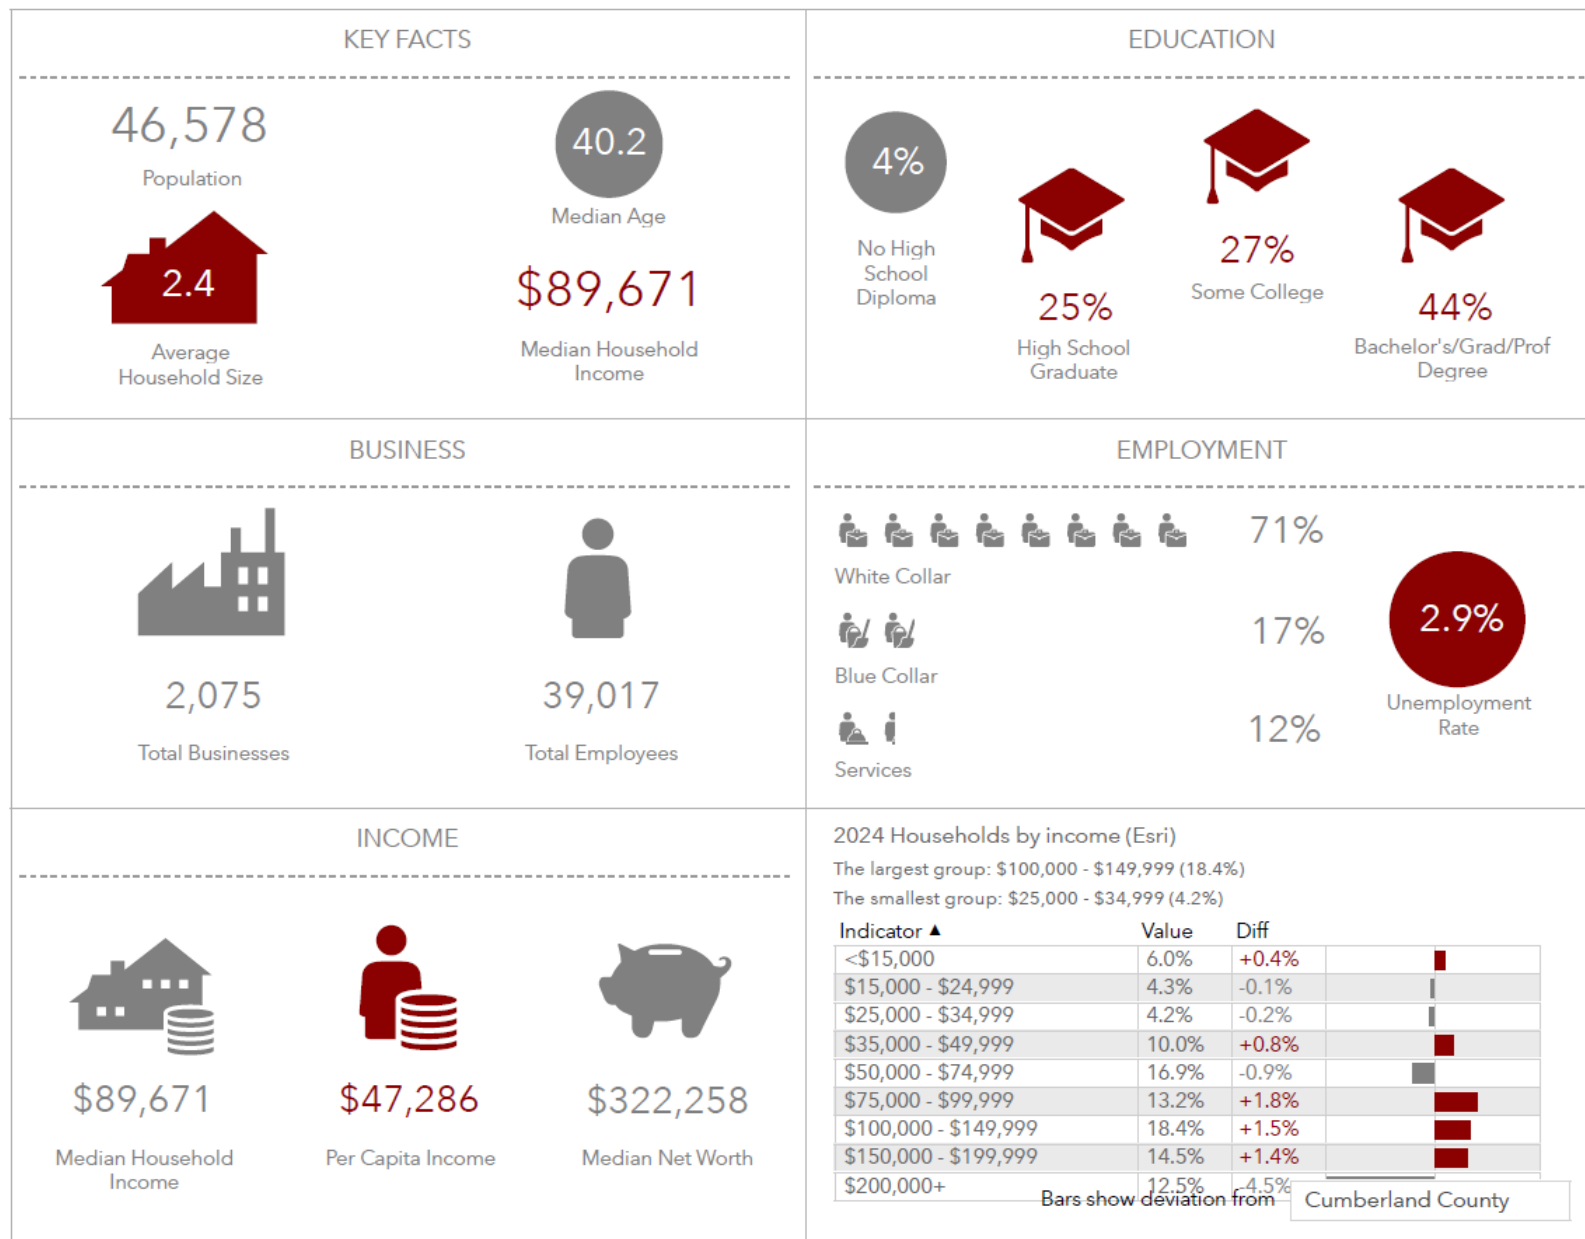 KEY FACTS
46,578
Population
40.2
Median Age
2.4
Average
Household Size
$89,671
Median Household
Income
EDUCATION
4%
No High
School
Diploma
25%
High School
Graduate
27%
Some College
44%
Bachelor's/Grad/Prof
Degree
BUSINESS
2,075
Total Businesses
39,017
Total Employees
EMPLOYMENT
71%
White Collar
17%
Blue Collar
12%
Services
2.9%
Unemployment
Rate
INCOME
$89,671
Median Household
Income
$47,286
Per Capita Income
$322,258
Median Net Worth
2024 Households by income (Esri)
The largest group: $100,000 - $149,999 (18.4%)
The smallest group: $25,000 - $34,999 (4.2%)
Indicator ▲ Value Diff
<$15,000 6.0% +0.4%
$15,000 - $24,999 4.3% -0.1%
$25,000 - $34,999 4.2% -0.2%
$35,000 - $49,999 10.0% +0.8%
$50,000 - $74,999 16.9% -0.9%
$75,000 - $99,999 13.2% +1.8%
$100,000 - $149,999 18.4% +1.5%
$150,000 - $199,999 14.5% +1.4%
$200,000+ 12.5% -4.5%
Bars show deviation from Cumberland County